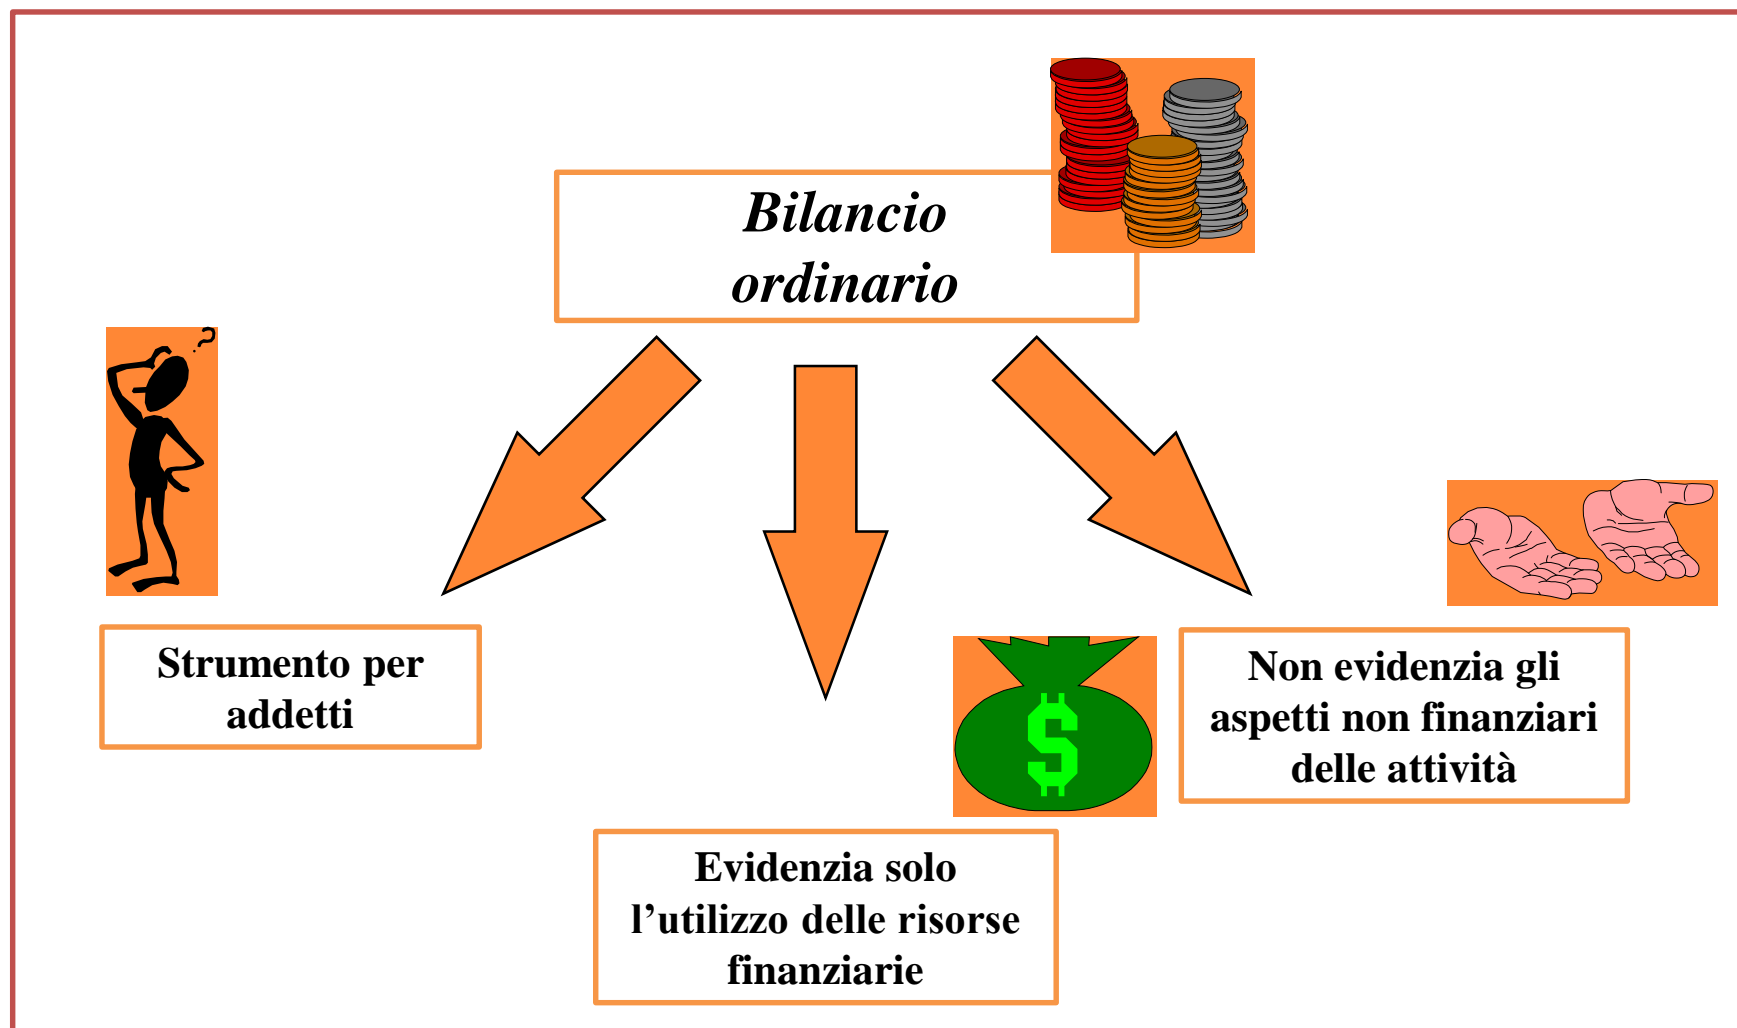 Bilancio
ordinario
Strumento per
addetti
Non evidenzia gli
aspetti non finanziari
delle attività
Evidenzia solo
l’utilizzo delle risorse
finanziarie
?
$